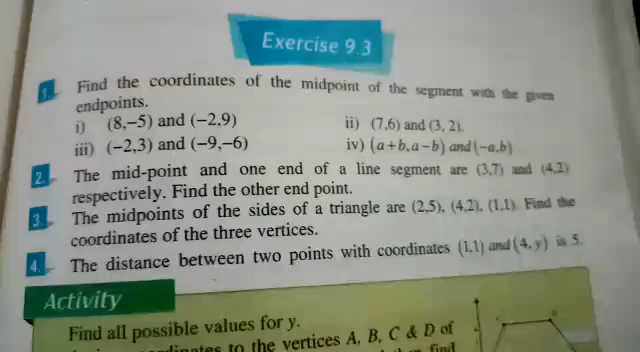 Exercise 9.3
1. Find the coordinates of the midpoint of the segment with the given
endpoints.
i) (8,–5) and (–2,9) ii) (7,6) and (3, 2).
iii) (–2,3) and (–9,–6) iv) (a+b,a–b) and (–a,b)
2. The mid-point and one end of a line segment are (3,7) and (4,2)
respectively. Find the other end point.
3. The midpoints of the sides of a triangle are (2,5), (4,2), (1,1). Find the
coordinates of the three vertices.
4. The distance between two points with coordinates (1,1) and (4, y) is 5.
Activity
Find all possible values for y.
to the vertices A, B, C & D of
find